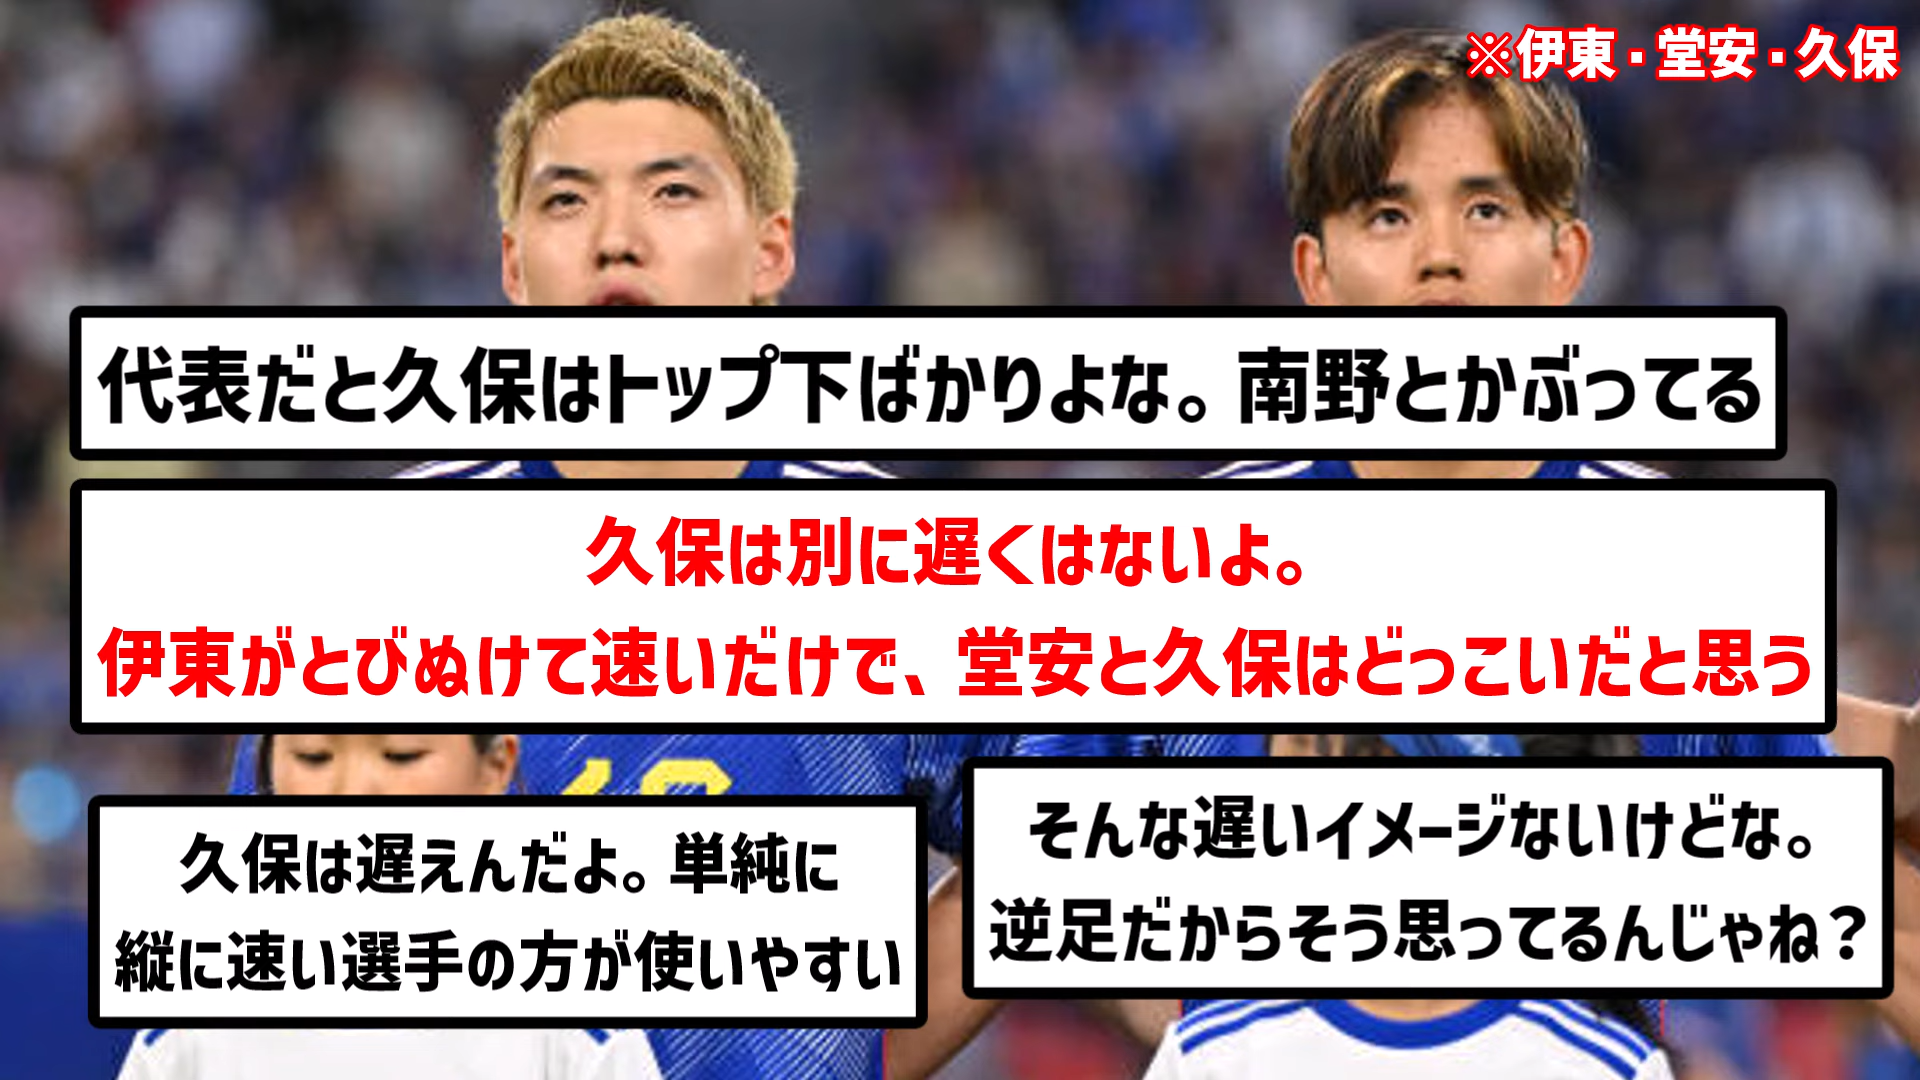 ※伊東・堂安・久保
代表だと久保はトップ下ばかりよな。南野とかぶってる
久保は別に遅くはないよ。
伊東がとびぬけて速いだけで、堂安と久保はどっこいだと思う
久保は遅えんだよ。単純に
縦に速い選手の方が使いやすい
そんな遅いイメージないけどな。
逆足だからそう思ってるんじゃね？